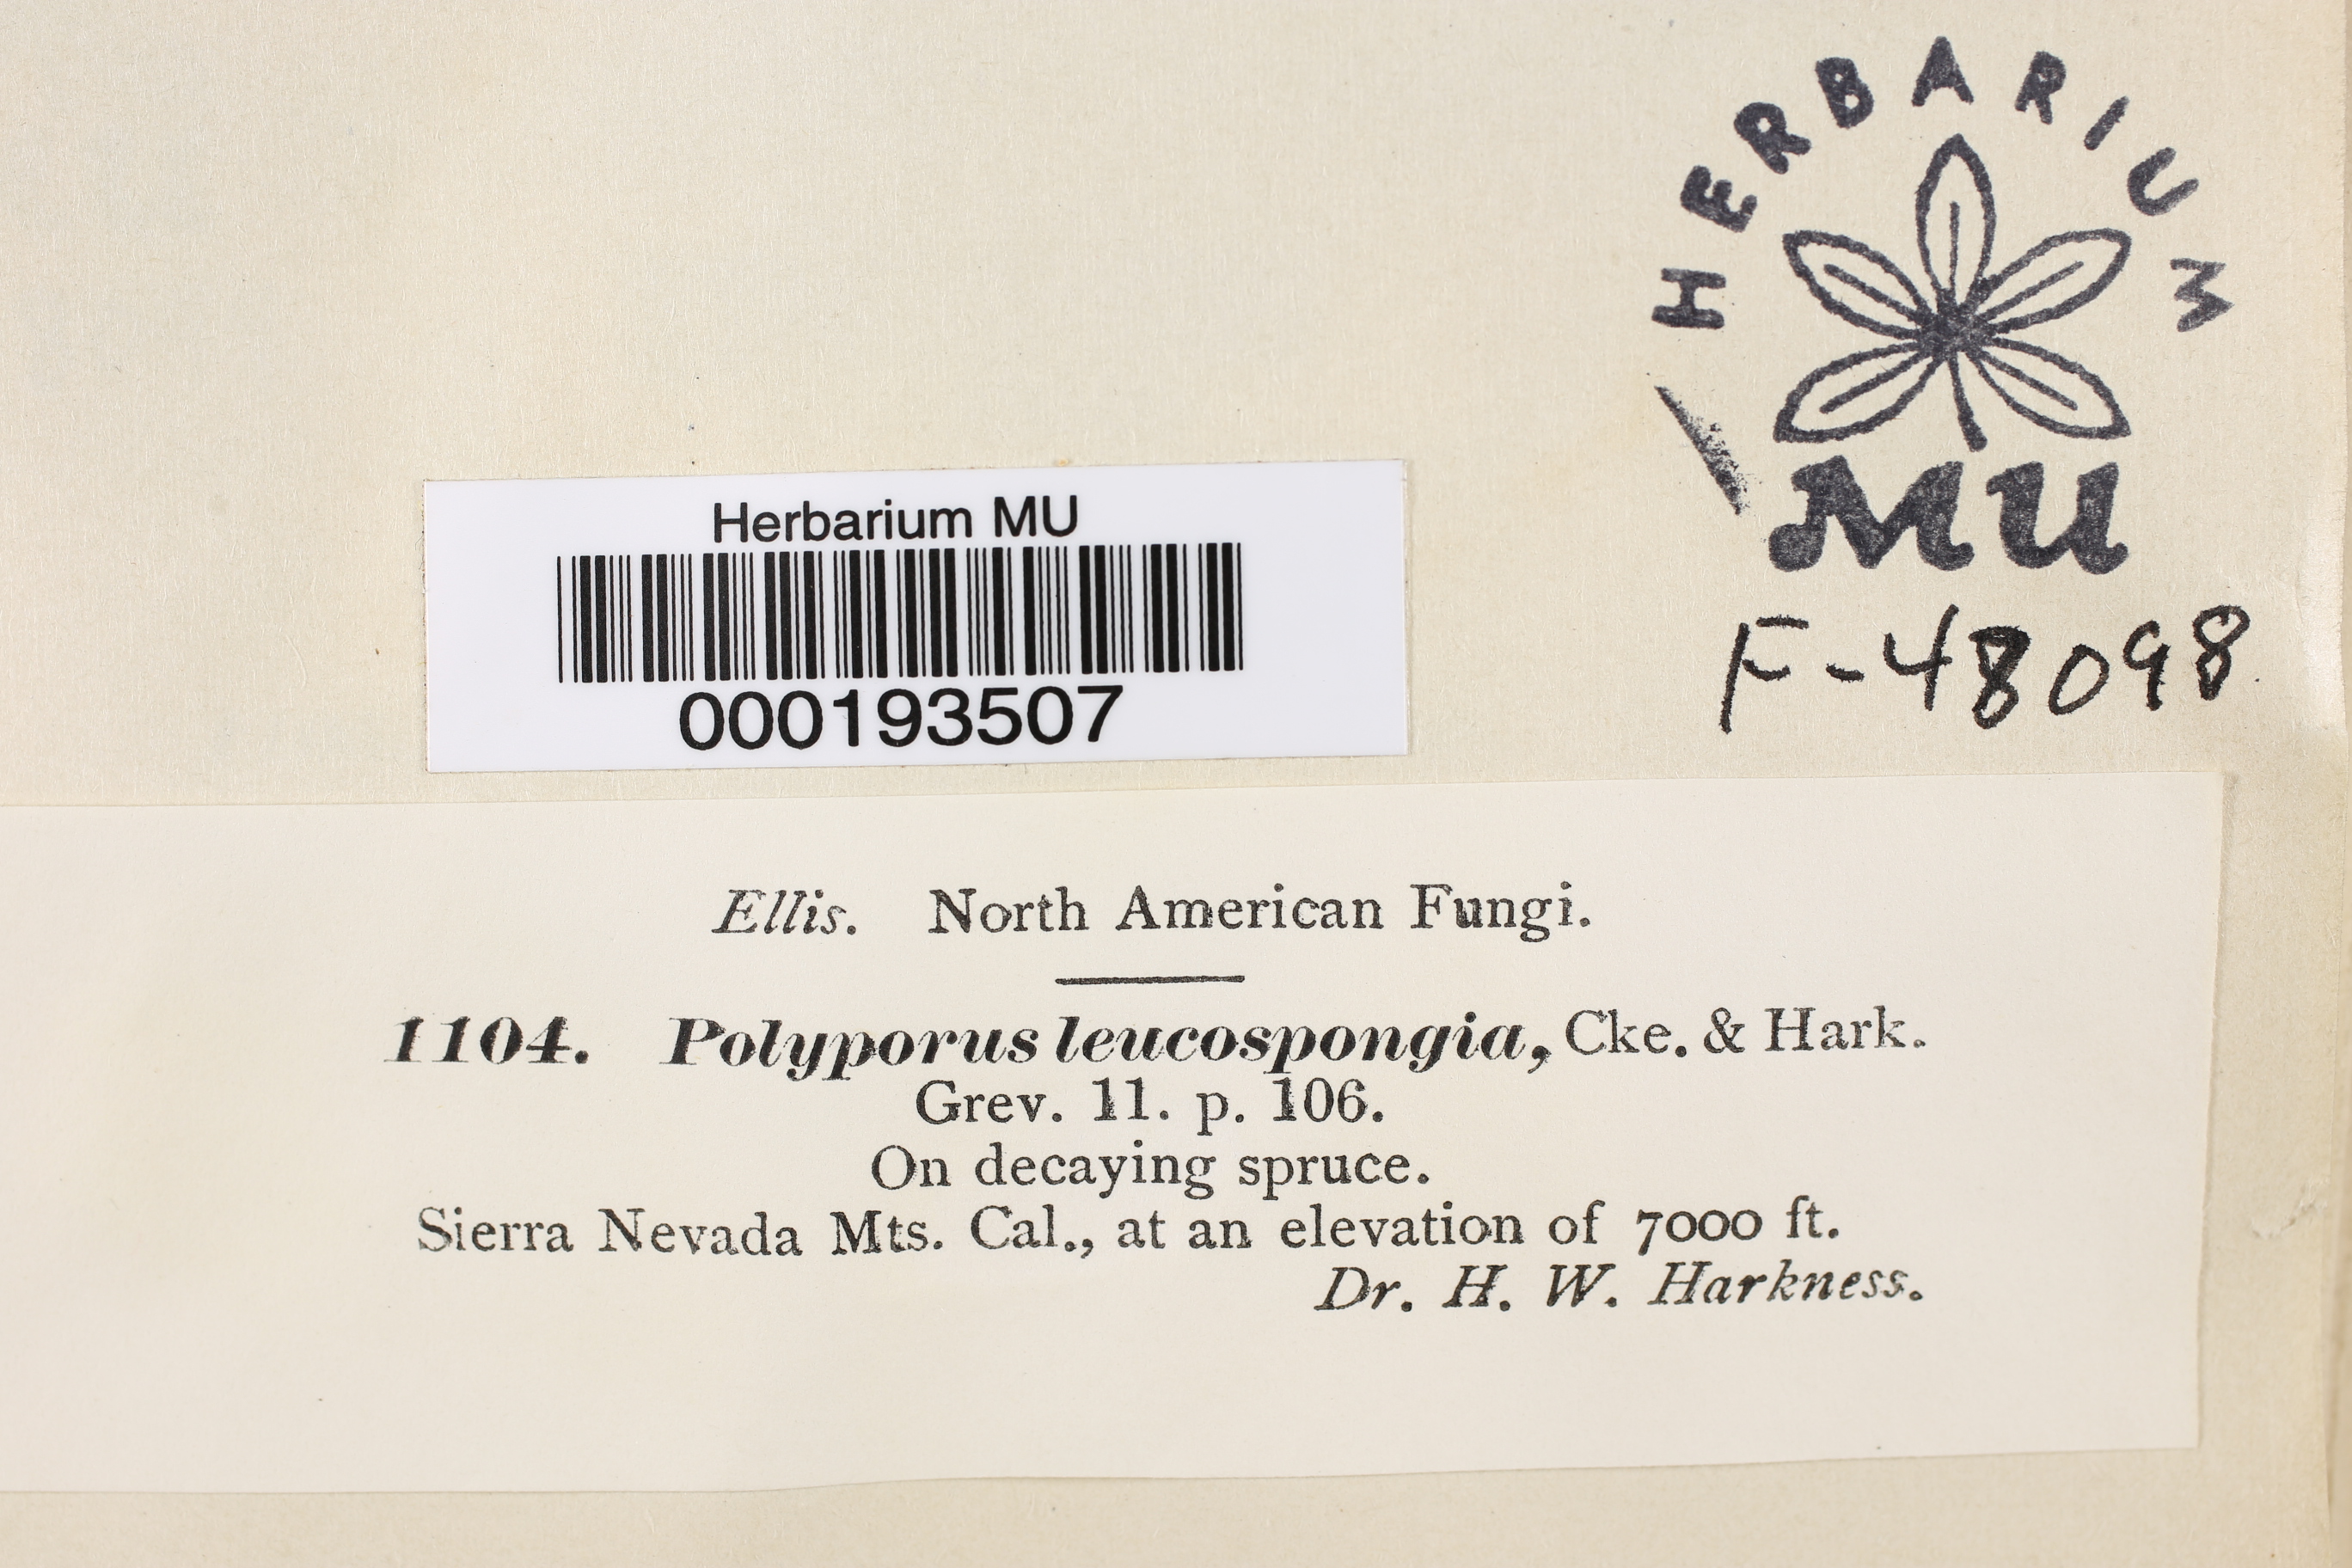 HERBARIUM
MU
F-48098
Herbarium MU
000193507
Ellis. North American Fungi.
1104. Polyporus leucospongia, Cke. & Hark.
Grev. 11. p. 106.
On decaying spruce.
Sierra Nevada Mts. Cal., at an elevation of 7000 ft.
Dr. H. W. Harkness.